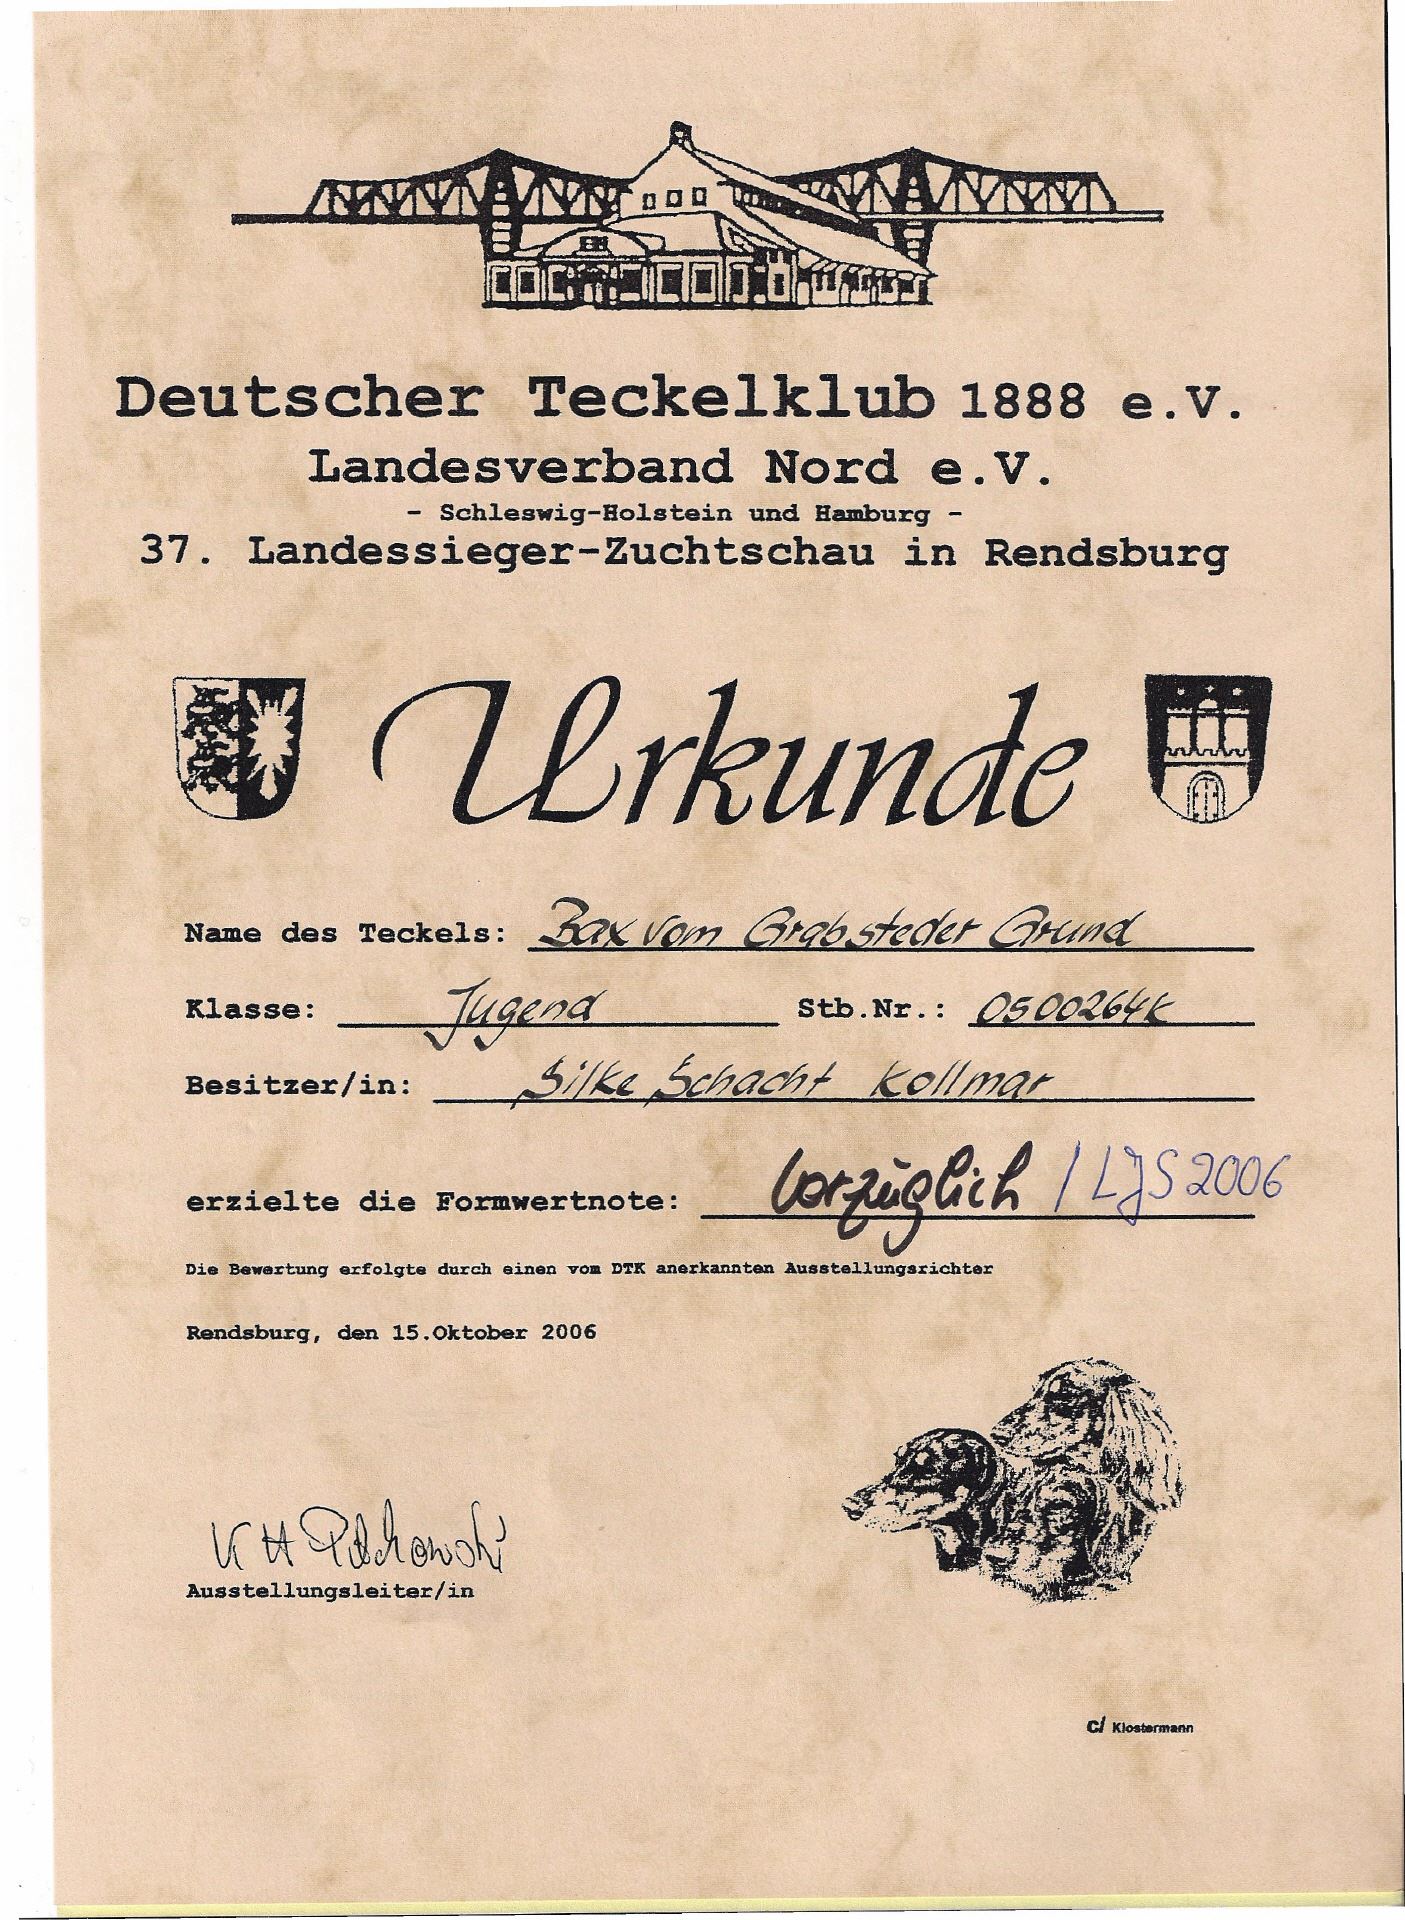 Deutscher Teckelklub 1888 e.V.
Landesverband Nord e.V.
- Schleswig-Holstein und Hamburg -
37. Landessieger-Zuchtschau in Rendsburg
Urkunde
Name des Teckels: Bax vom Grabsteder Grund
Klasse: Jugend Stb.Nr.: 0500264K
Besitzer/in: Silke Schacht Kollmar
erzielte die Formwertnote: Vorzüglich / LJS 2006
Die Bewertung erfolgte durch einen vom DTK anerkannten Ausstellungsrichter
Rendsburg, den 15.Oktober 2006
K H
Ausstellungsleiter/in
c/ Klostermann